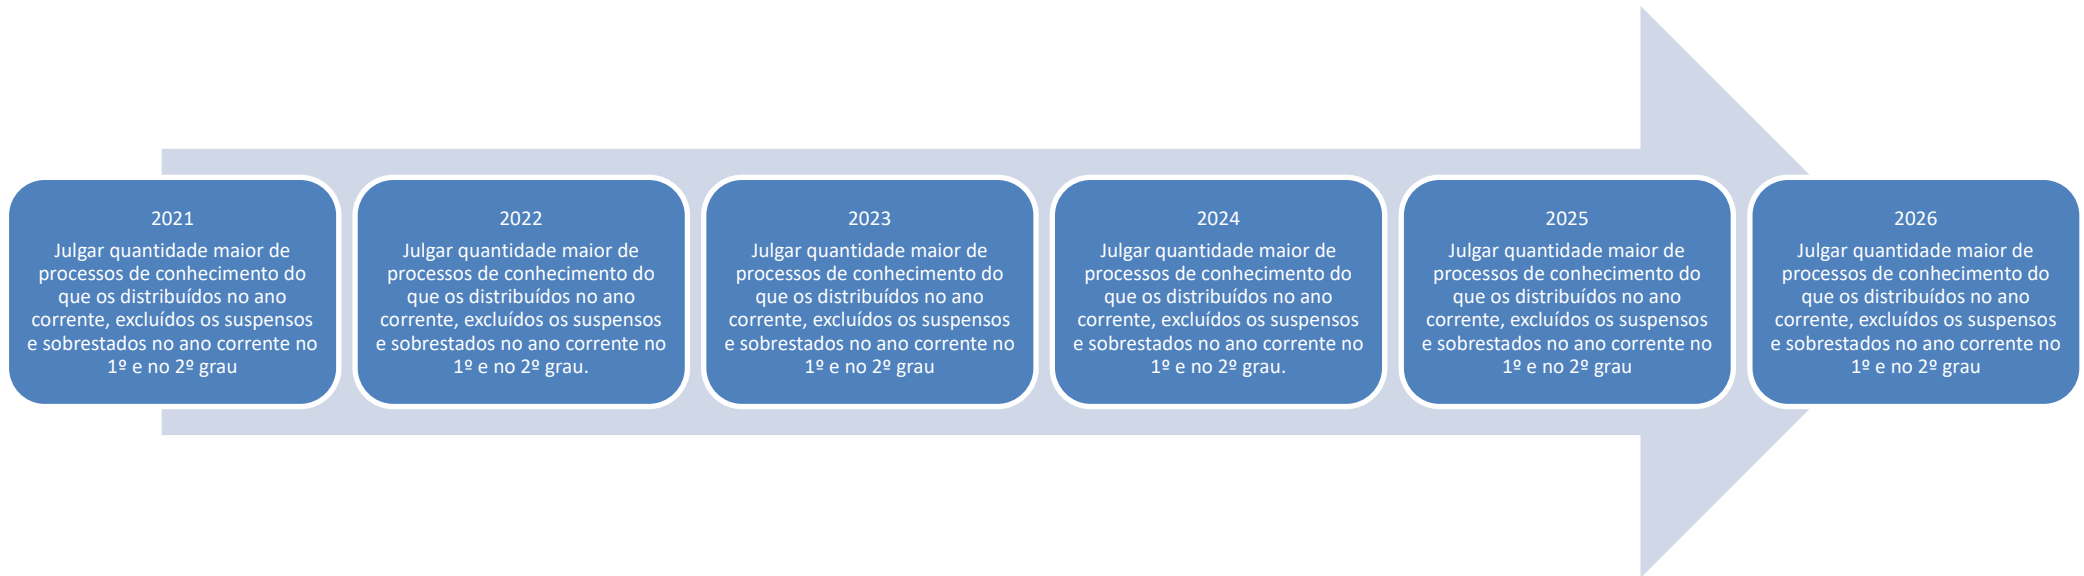 2021
Julgar quantidade maior de
processos de conhecimento do
que os distribuídos no ano
corrente, excluídos os suspensos
e sobrestados no ano corrente no
1º e no 2º grau
2022
Julgar quantidade maior de
processos de conhecimento do
que os distribuídos no ano
corrente, excluídos os suspensos
e sobrestados no ano corrente no
1º e no 2º grau.
2023
Julgar quantidade maior de
processos de conhecimento do
que os distribuídos no ano
corrente, excluídos os suspensos
e sobrestados no ano corrente no
1º e no 2º grau
2024
Julgar quantidade maior de
processos de conhecimento do
que os distribuídos no ano
corrente, excluídos os suspensos
e sobrestados no ano corrente no
1º e no 2º grau.
2025
Julgar quantidade maior de
processos de conhecimento do
que os distribuídos no ano
corrente, excluídos os suspensos
e sobrestados no ano corrente no
1º e no 2º grau
2026
Julgar quantidade maior de
processos de conhecimento do
que os distribuídos no ano
corrente, excluídos os suspensos
e sobrestados no ano corrente no
1º e no 2º grau